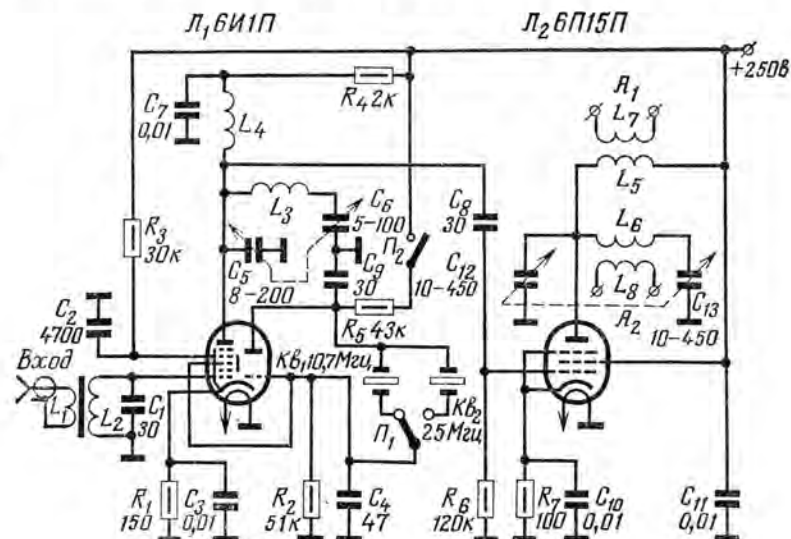 Л₁ 6И1П
Л₂ 6П15П
+250в
C₇
0,01
L₄
R₄ 2к
A₁
L₇
L₅
R₃
30к
L₃
C₆
5-100
П₂
C₈
30
L₆
C₅
8-200
C₉
30
C₁₂
10-450
L₈
C₁₃
10-450
A₂
C₂
4700
R₅ 43к
Вход
L₁
L₂
C₁
30
Кв₁ 10,7Мгц
П₁
Кв₂
25Мгц
R₁
150
C₃
0,01
R₂
51к
C₄
47
R₆
120к
R₇
100
C₁₀
0,01
C₁₁
0,01